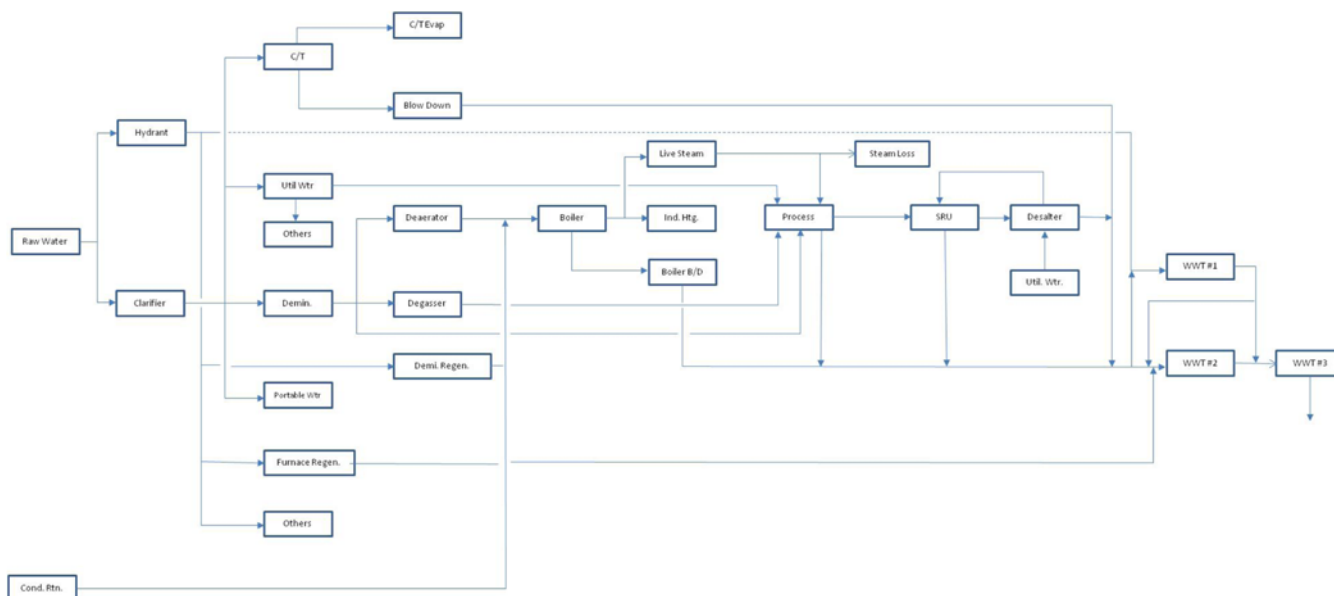 C/T Evap
C/T
Blow Down
Hydrant
Live Steam
Steam Loss
Util Wtr
Deaerator
Boiler
Ind. Htg.
Process
SRU
Desalter
Others
Raw Water
Boiler B/D
WWT #1
Util. Wtr.
Clarifier
Demin.
Degasser
Demi. Regen.
WWT #2
WWT #3
Portable Wtr
Furnace Regen.
Others
Cond. Rtn.